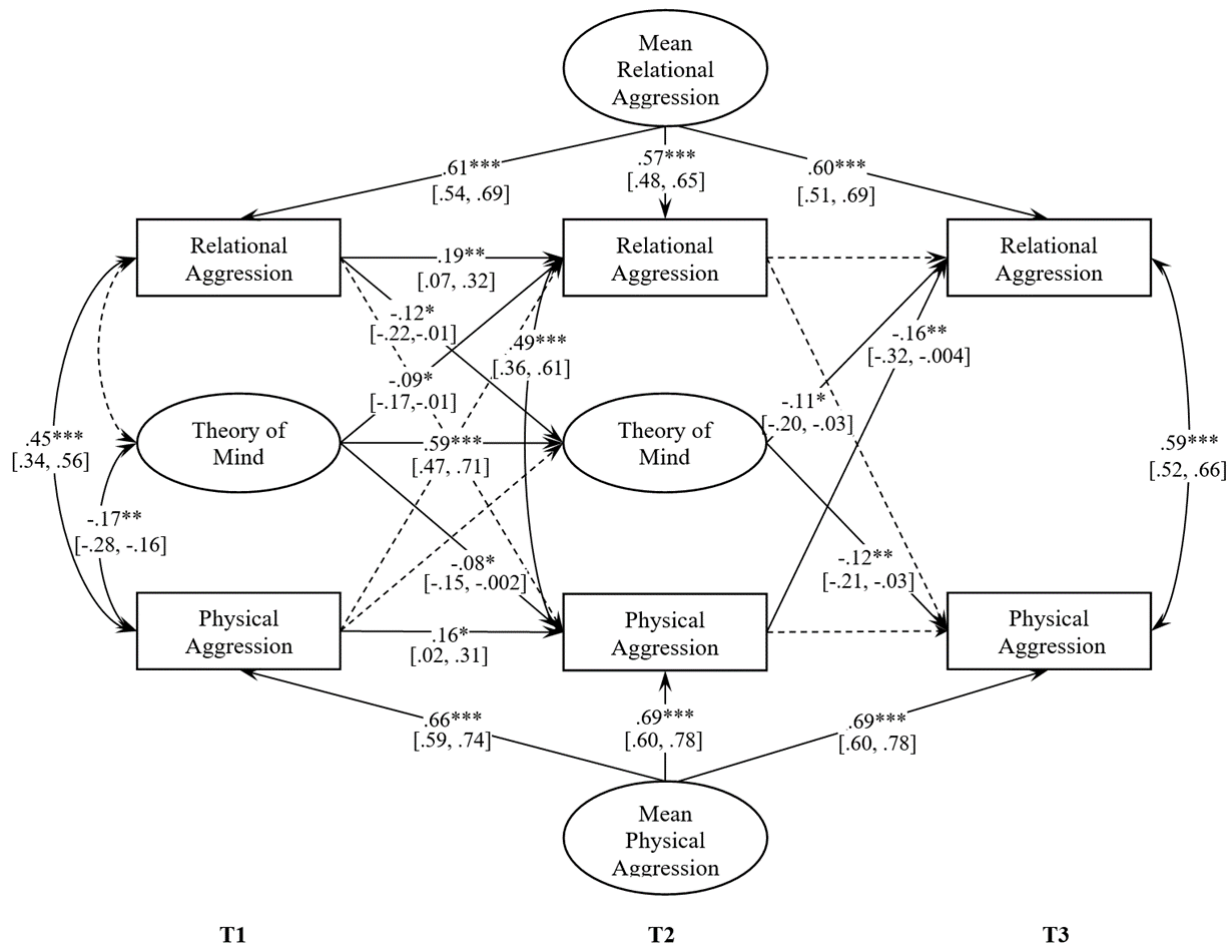 Mean
Relational
Aggression
.61***
[.54, .69]
.57***
[.48, .65]
.60***
[.51, .69]
Relational
Aggression
Relational
Aggression
Relational
Aggression
.19**
[.07, .32]
-.12*
[-.22,-.01]
.49***
[.36, .61]
-.16**
[-.32, -.004]
-.09*
[-.17,-.01]
-.11*
[-.20, -.03]
.45***
[.34, .56]
Theory of
Mind
.59***
[.47, .71]
Theory of
Mind
.59***
[.52, .66]
-.17**
[-.28, -.16]
-.08*
[-.15, -.002]
-.12**
[-.21, -.03]
Physical
Aggression
.16*
[.02, .31]
Physical
Aggression
Physical
Aggression
.66***
[.59, .74]
.69***
[.60, .78]
.69***
[.60, .78]
Mean
Physical
Aggression
T1
T2
T3